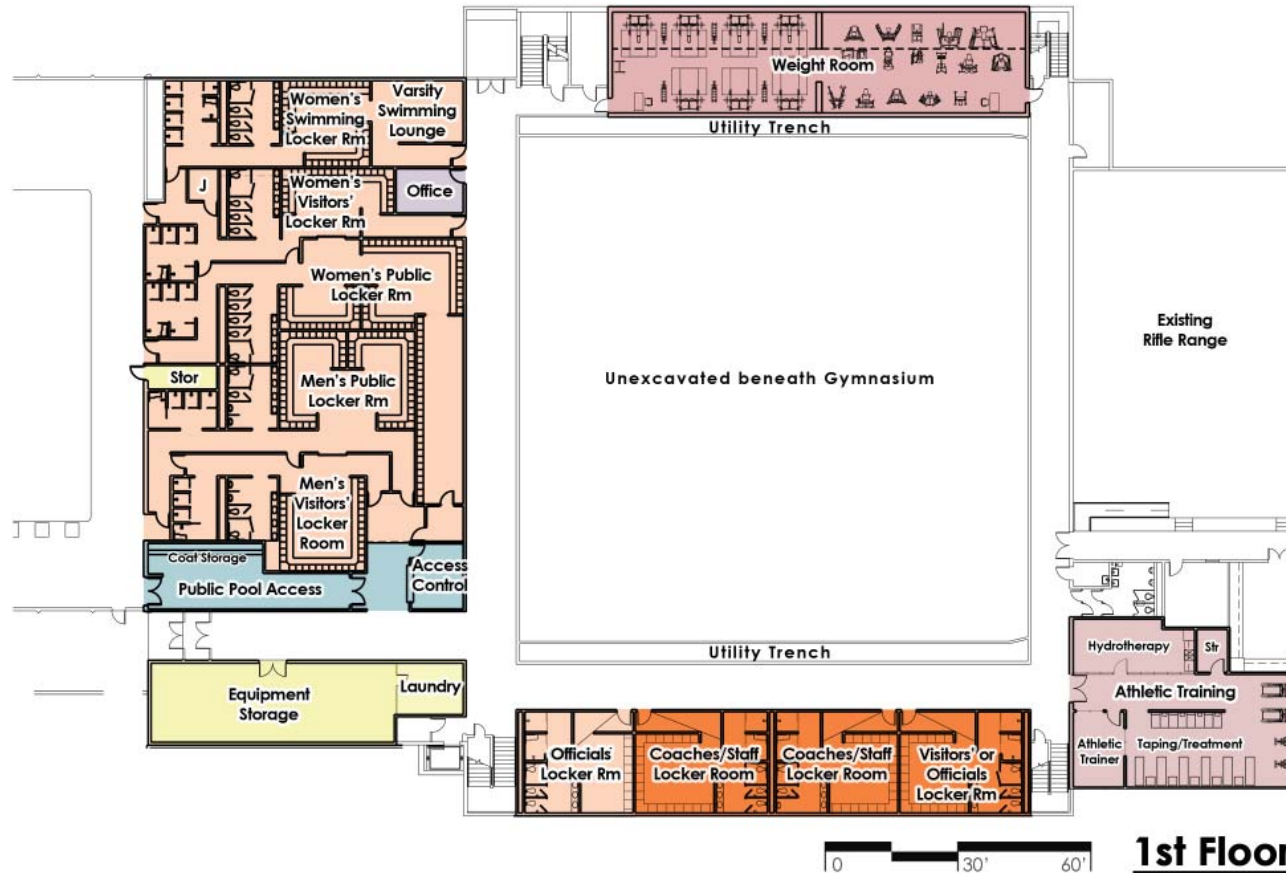 Weight Room
Utility Trench
Women's
Swimming
Locker Rm
Varsity
Swimming
Lounge
J
Women's
Visitors'
Locker Rm
Office
Women's Public
Locker Rm
Stor
Men's Public
Locker Rm
Men's
Visitors'
Locker
Room
Coat Storage
Public Pool Access
Access
Control
Unexcavated beneath Gymnasium
Existing
Rifle Range
Utility Trench
Equipment
Storage
Laundry
Officials
Locker Rm
Coaches/Staff
Locker Room
Coaches/Staff
Locker Room
Visitors' or
Officials
Locker Rm
Hydrotherapy
Str
Athletic Training
Athletic
Trainer
Taping/Treatment
0 30' 60'
1st Floor